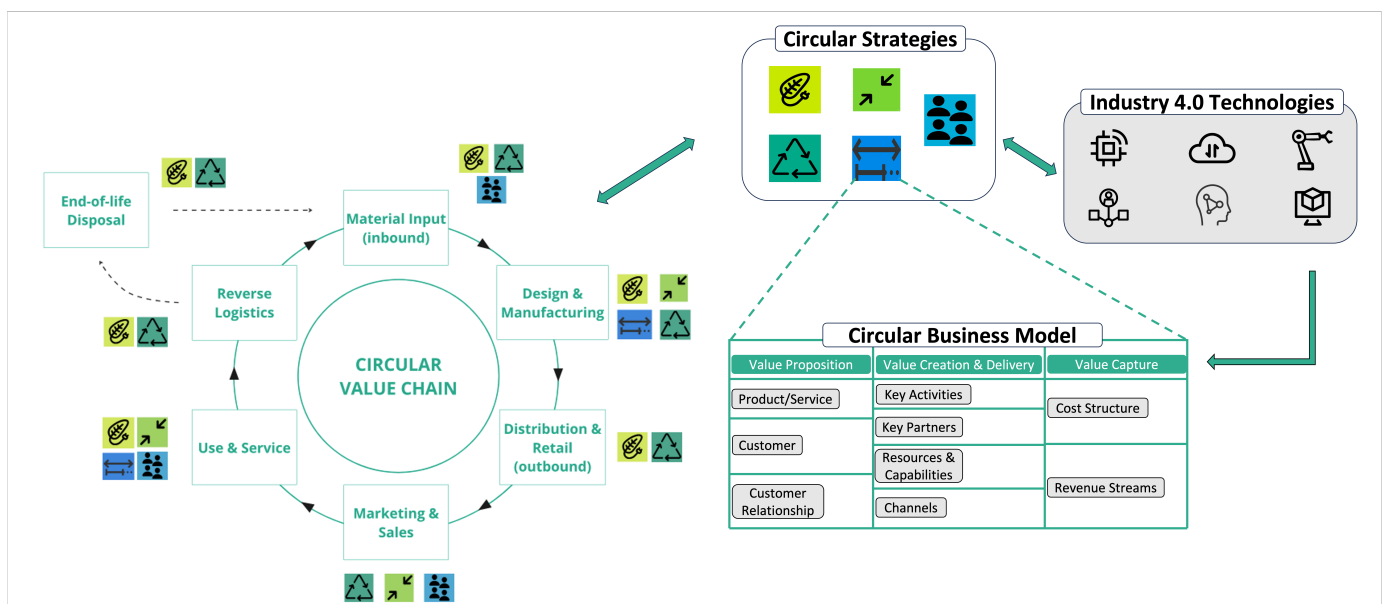 Circular Strategies
Industry 4.0 Technologies
End-of-life
Disposal
Material Input
(inbound)
Reverse
Logistics
Design &
Manufacturing
CIRCULAR
VALUE CHAIN
Use & Service
Distribution &
Retail
(outbound)
Marketing &
Sales
Circular Business Model
Value Proposition
Value Creation & Delivery
Value Capture
Product/Service
Customer
Customer
Relationship
Key Activities
Key Partners
Resources &
Capabilities
Channels
Cost Structure
Revenue Streams